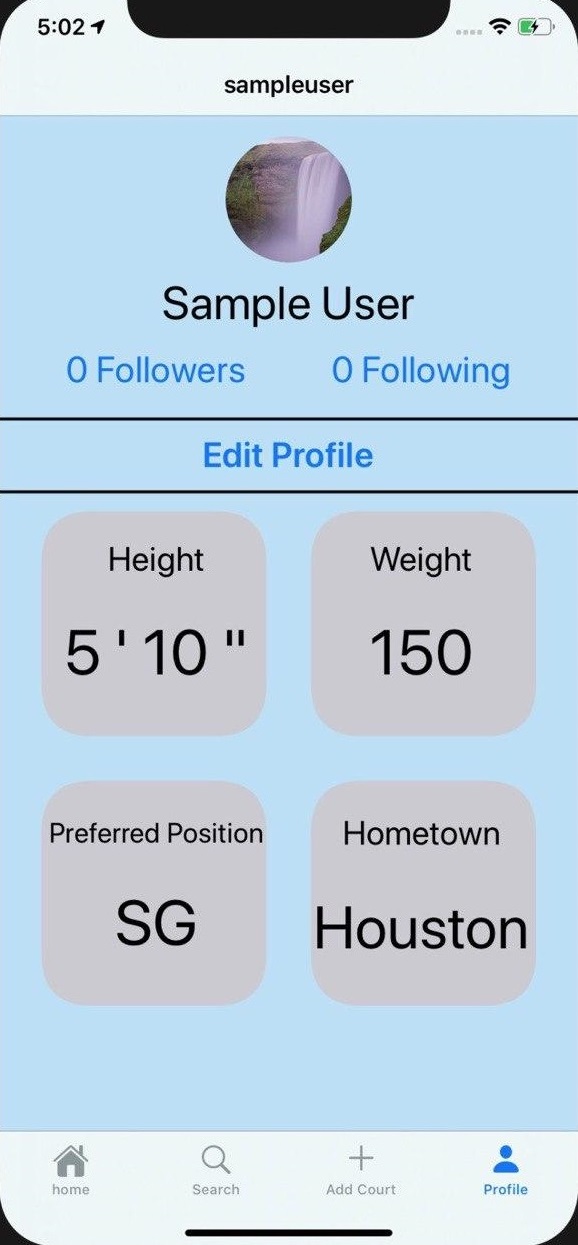 5:02
sampleuser
Sample User
0 Followers 0 Following
Edit Profile
Height Weight
5 ' 10 " 150
Preferred Position Hometown
SG Houston
home Search Add Court Profile